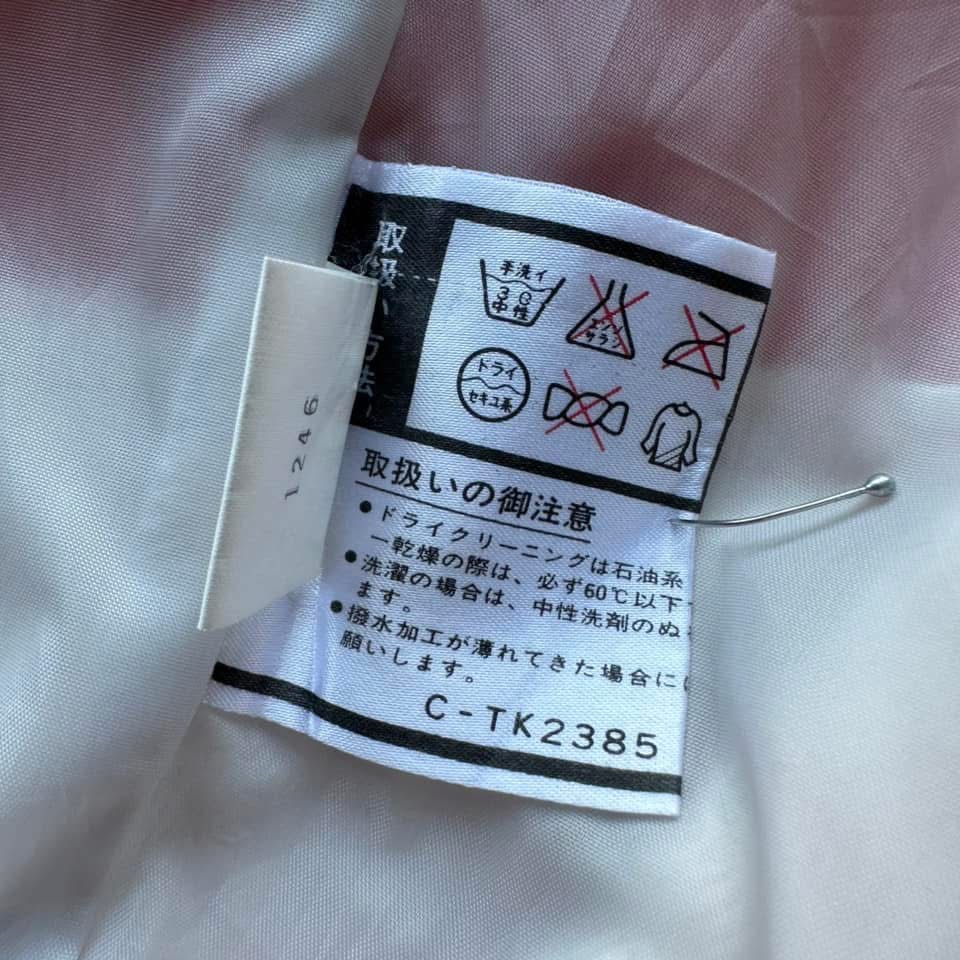 取扱い方法
手洗イ
30
中性
エンソ
サラシ
ドライ
セキユ系
取扱いの御注意
●ドライクリーニングは石油系
一乾燥の際は、必ず60℃以下
●洗濯の場合は、中性洗剤のぬ
ます。
●撥水加工が薄れてきた場合に
願いします。
C-TK2385
1246